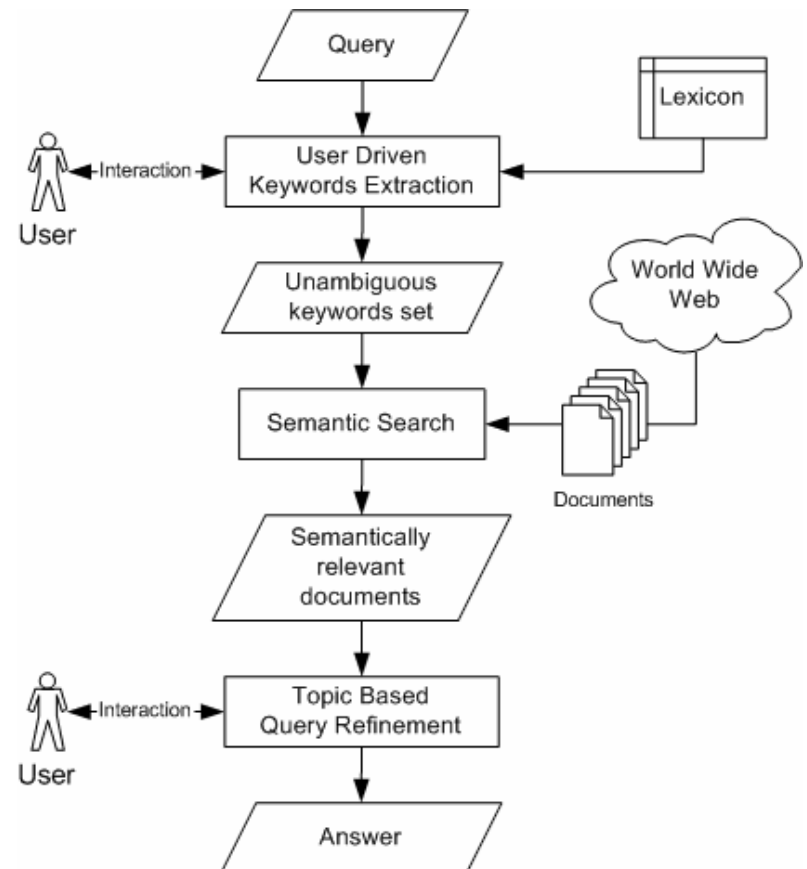 Query
Lexicon
Interaction
User Driven
Keywords Extraction
User
Unambiguous
keywords set
World Wide
Web
Semantic Search
Documents
Semantically
relevant
documents
Interaction
Topic Based
Query Refinement
User
Answer